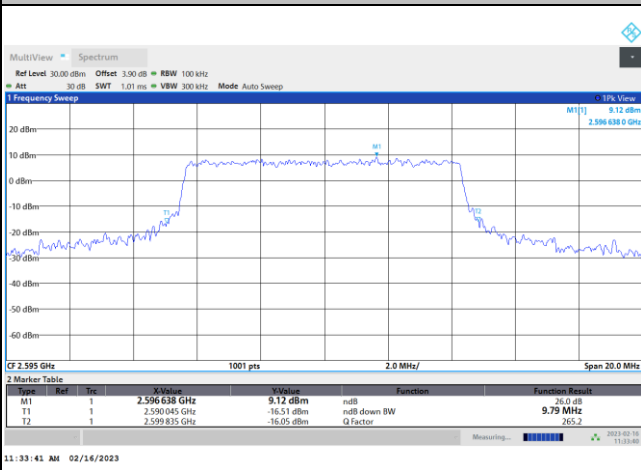 MultiView Spectrum
Ref Level 30.00 dBm Offset 3.90 dB RBW 100 kHz
Att 30 dB SWT 1.01 ms VBW 300 kHz Mode Auto Sweep
1 Frequency Sweep 1Pk View
M1[1] 9.12 dBm
2.596 638 0 GHz
20 dBm
M1
10 dBm
0 dBm
-10 dBm
T1 T2
-20 dBm
-30 dBm
-40 dBm
-50 dBm
-60 dBm
CF 2.595 GHz 1001 pts 2.0 MHz/ Span 20.0 MHz
2 Marker Table
Type Ref Trc X-Value Y-Value Function Function Result
M1 1 2.596 638 GHz 9.12 dBm ndB 26.0 dB
T1 1 2.590 045 GHz -16.51 dBm ndB down BW 9.79 MHz
T2 1 2.599 835 GHz -16.05 dBm Q Factor 265.2
Measuring... 2023-02-16
11:33:40
11:33:41 AM 02/16/2023